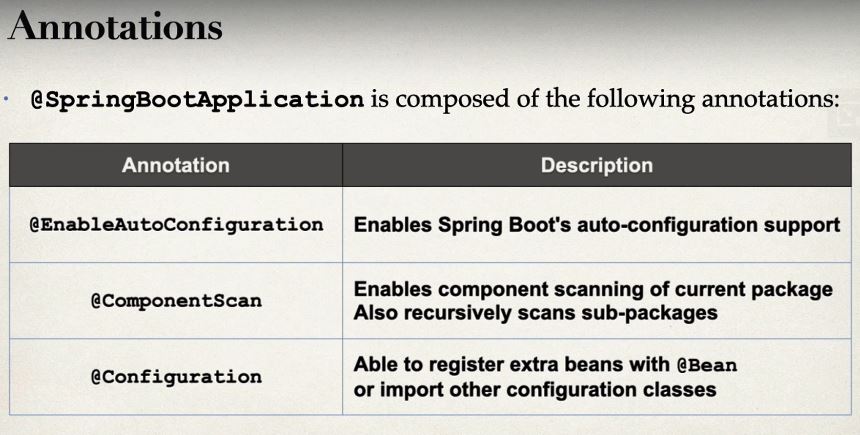 Annotations
• @SpringBootApplication is composed of the following annotations:
Annotation Description
@EnableAutoConfiguration Enables Spring Boot's auto-configuration support
@ComponentScan Enables component scanning of current package
Also recursively scans sub-packages
@Configuration Able to register extra beans with @Bean
or import other configuration classes